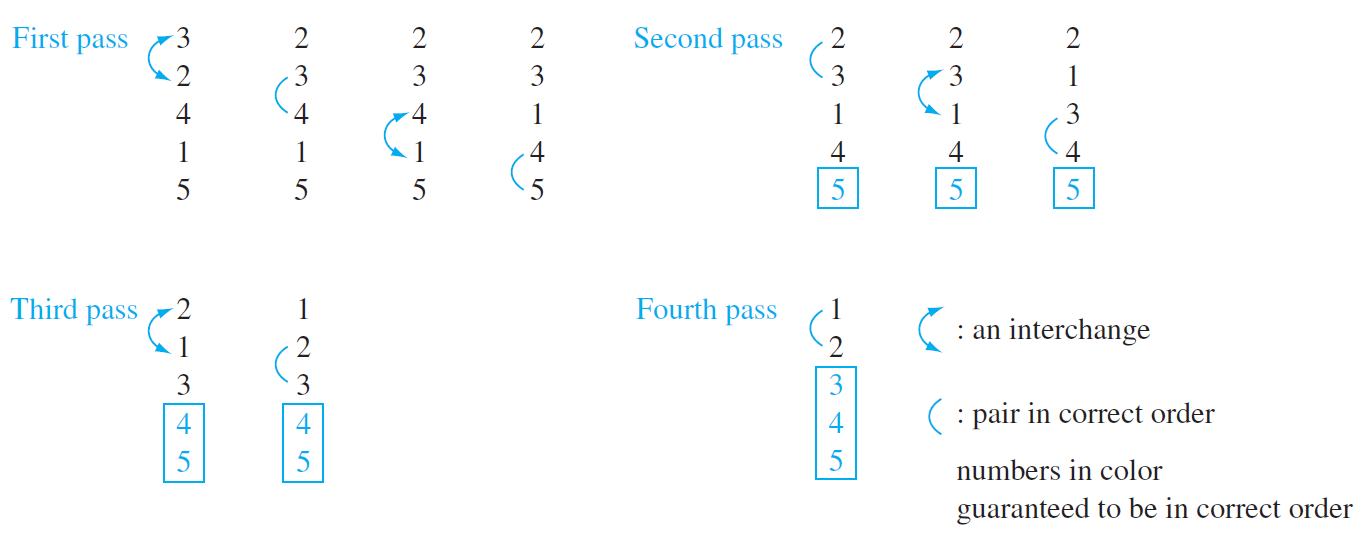 First pass 3 2 2 2
2 3 3 3
4 4 4 1
1 1 1 4
5 5 5 5
Second pass 2 2 2
3 3 1
1 1 3
4 4 4
5 5 5
Third pass 2 1
1 2
3 3
4 4
5 5
Fourth pass 1
2
3
4
5
: an interchange
: pair in correct order
numbers in color
guaranteed to be in correct order